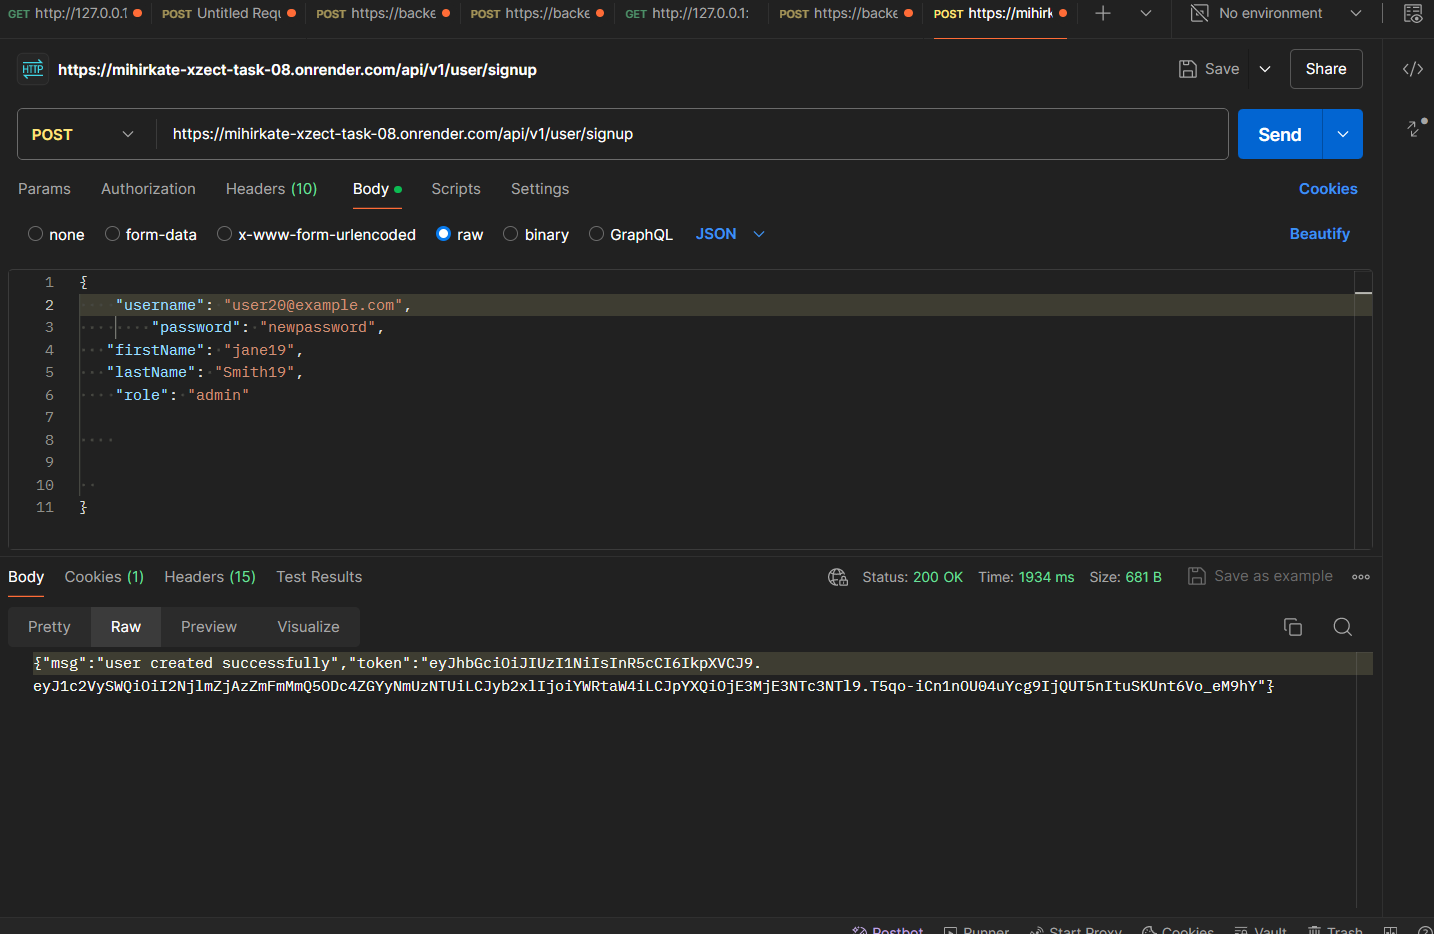 GET http://127.0.0.1 POST Untitled Requ POST https://backe POST https://backe GET http://127.0.0.1: POST https://backe POST https://mihirk No environment
HTTP https://mihirkate-xzect-task-08.onrender.com/api/v1/user/signup Save Share
POST https://mihirkate-xzect-task-08.onrender.com/api/v1/user/signup Send
Params Authorization Headers (10) Body Scripts Settings Cookies
none form-data x-www-form-urlencoded raw binary GraphQL JSON Beautify
1 {
2 "username": "user20@example.com",
3 "password": "newpassword",
4 "firstName": "jane19",
5 "lastName": "Smith19",
6 "role": "admin"
7
8
9
10
11 }
Body Cookies (1) Headers (15) Test Results Status: 200 OK Time: 1934 ms Size: 681 B Save as example
Pretty Raw Preview Visualize
{"msg":"user created successfully","token":"eyJhbGciOiJIUzI1NiIsInR5cCI6IkpXVCJ9.
eyJ1c2VySWQiOiI2NjlmZjAzZmFmMmQ5ODc4ZGYyNmUzNTUiLCJyb2xlIjoiYWRtaW4iLCJpYXQiOjE3MjE3NTc3NTl9.T5qo-iCn1nOU04uYcg9IjQUT5nItuSKUnt6Vo_eM9hY"}
Postbot Runner Start Proxy Cookies Vault Trash